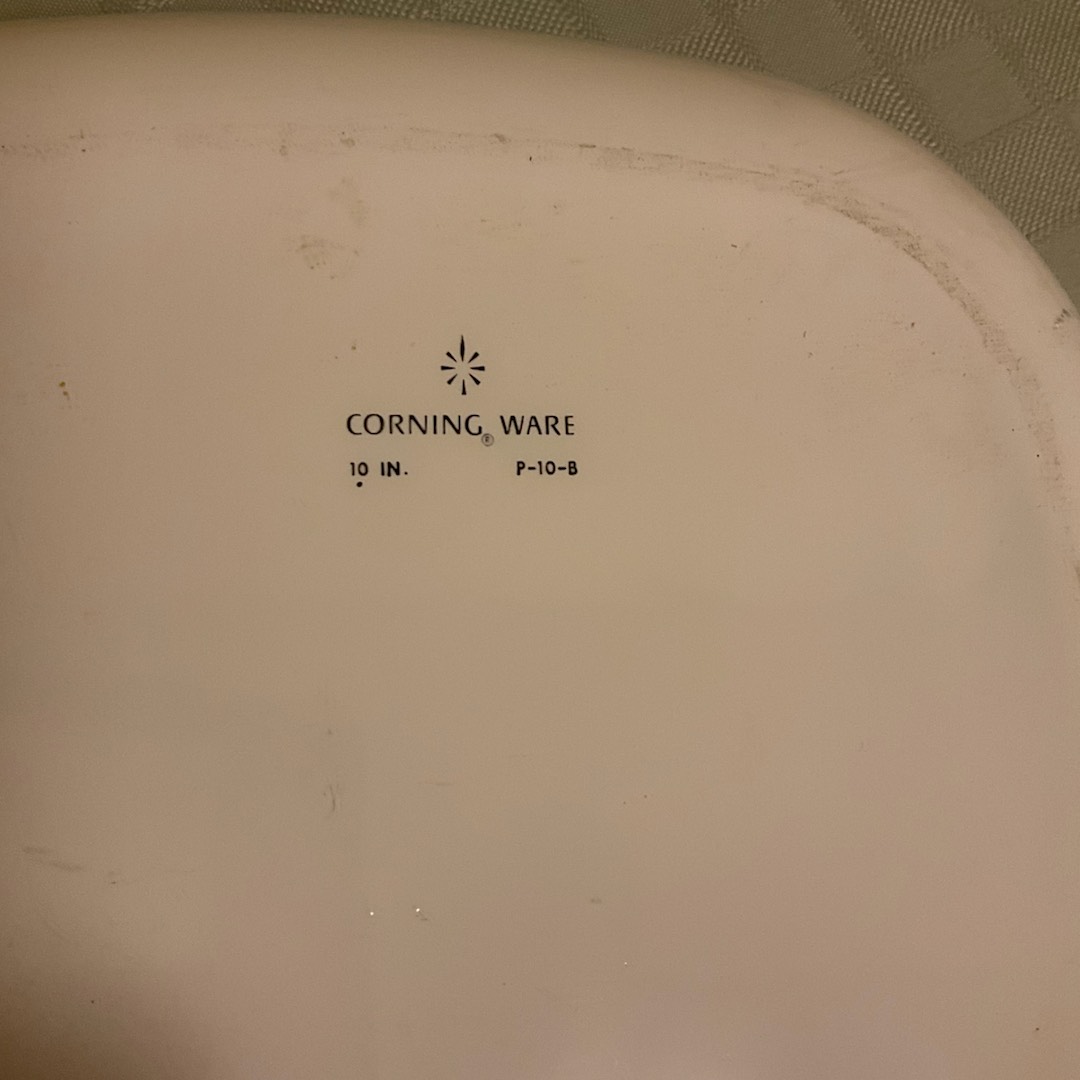 CORNING® WARE
10 IN. P-10-B